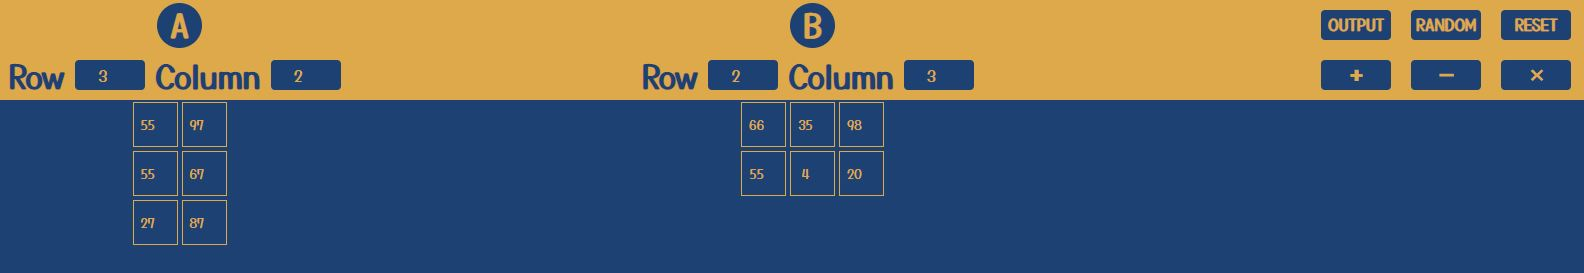 A B OUTPUT RANDOM RESET
Row 3 Column 2 Row 2 Column 3 + − ×
55 97 66 35 98
55 67 55 4 20
27 87